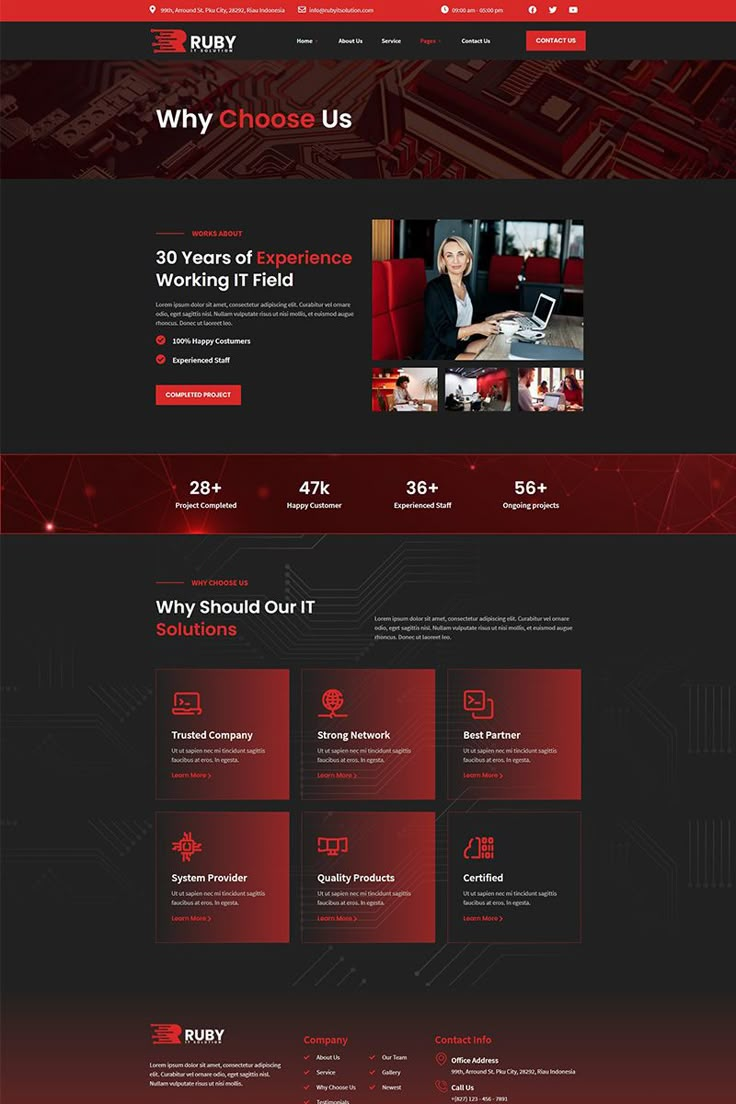 99th, Arround St. Pku City, 28292, Riau Indonesia info@rubyitsolution.com 09:00 am - 05:00 pm
RUBY
IT SOLUTION
Home About Us Service Pages Contact Us CONTACT US
Why Choose Us
WORKS ABOUT
30 Years of Experience
Working IT Field
Lorem ipsum dolor sit amet, consectetur adipiscing elit. Curabitur vel ornare
odio, eget sagittis nisl. Nullam vulputate risus ut nisi mollis, et euismod augue
rhoncus. Donec ut laoreet leo.
100% Happy Costumers
Experienced Staff
COMPLETED PROJECT
28+ 47k 36+ 56+
Project Completed Happy Customer Experienced Staff Ongoing projects
WHY CHOOSE US
Why Should Our IT
Solutions
Lorem ipsum dolor sit amet, consectetur adipiscing elit. Curabitur vel ornare
odio, eget sagittis nisl. Nullam vulputate risus ut nisi mollis, et euismod augue
rhoncus. Donec ut laoreet leo.
Trusted Company
Ut ut sapien nec mi tincidunt sagittis
faucibus at eros. In egesta.
Learn More
Strong Network
Ut ut sapien nec mi tincidunt sagittis
faucibus at eros. In egesta.
Learn More
Best Partner
Ut ut sapien nec mi tincidunt sagittis
faucibus at eros. In egesta.
Learn More
System Provider
Ut ut sapien nec mi tincidunt sagittis
faucibus at eros. In egesta.
Learn More
Quality Products
Ut ut sapien nec mi tincidunt sagittis
faucibus at eros. In egesta.
Learn More
Certified
Ut ut sapien nec mi tincidunt sagittis
faucibus at eros. In egesta.
Learn More
RUBY
IT SOLUTION
Lorem ipsum dolor sit amet, consectetur
adipiscing elit. Curabitur vel ornare odio, eget
sagittis nisl. Nullam vulputate risus ut nisi
mollis.
Company
About Us
Service
Why Choose Us
Testimonials
Our Team
Gallery
Newest
Contact Info
Office Address
99th, Arround St. Pku City, 28292, Riau Indonesia
Call Us
+(827) 123 - 456 - 7891